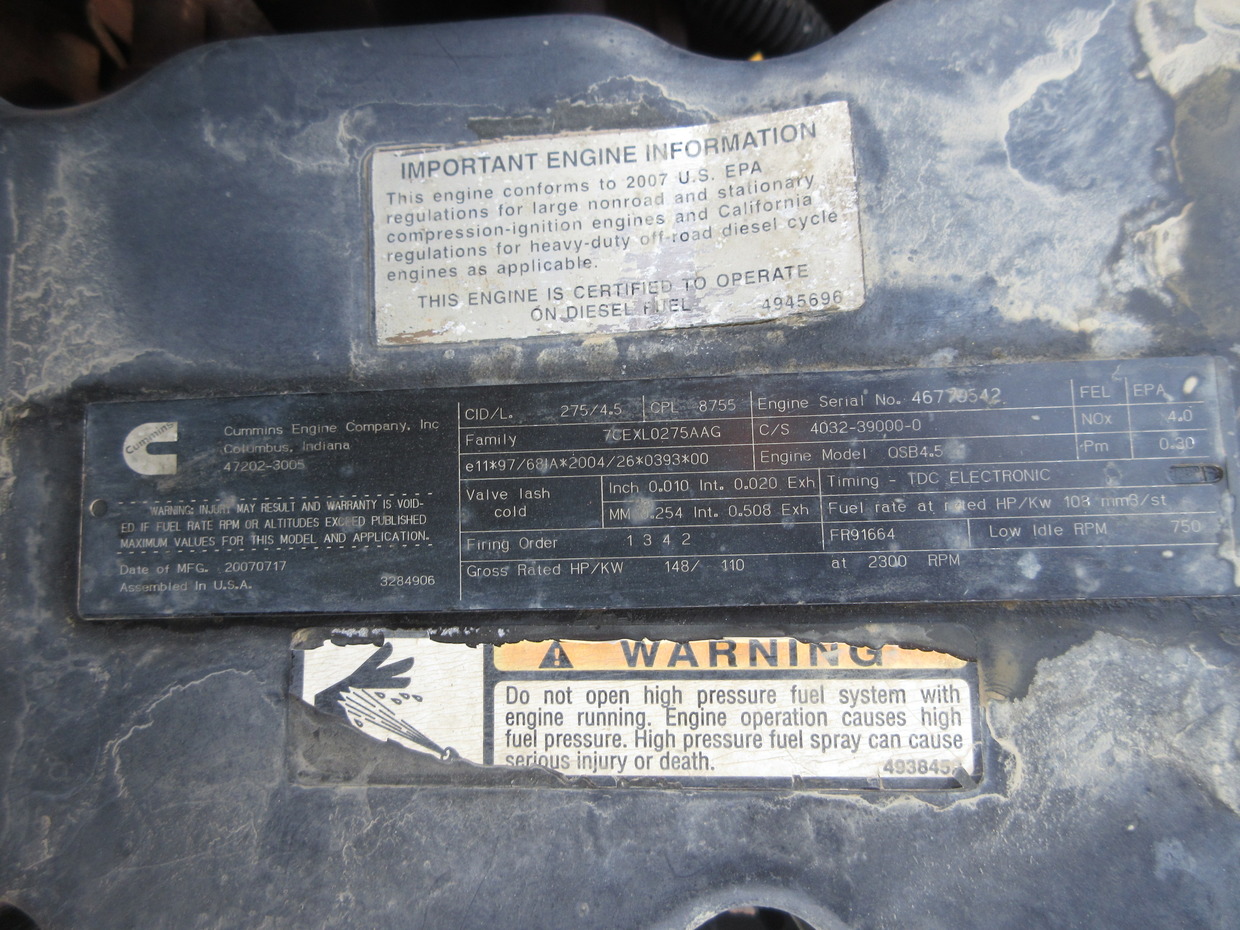 IMPORTANT ENGINE INFORMATION
This engine conforms to 2007 U.S. EPA
regulations for large nonroad and stationary
compression-ignition engines and California
regulations for heavy-duty off-road diesel cycle
engines as applicable.
THIS ENGINE IS CERTIFIED TO OPERATE
ON DIESEL FUEL 4945696
Cummins
Cummins Engine Company, Inc
Columbus, Indiana
47202-3005
WARNING: INJURY MAY RESULT AND WARRANTY IS VOID-
ED IF FUEL RATE RPM OR ALTITUDES EXCEED PUBLISHED
MAXIMUM VALUES FOR THIS MODEL AND APPLICATION.
Date of MFG. 20070717
Assembled in U.S.A. 3284906
CID/L. 275/4.5 CPL 8755 Engine Serial No. FEL EPA
Family 7CEXL0275AAG C/S 4032-39000-0 NOx 4.0
e11*97/68IA*2004/26*0393*00 Engine Model QSB4.5 Pm 0.30
Valve lash cold Inch 0.010 Int. 0.020 Exh Timing - TDC ELECTRONIC
MM 0.254 Int. 0.508 Exh Fuel rate at rated HP/Kw 108 mm3/st
Firing Order 1 3 4 2 FR91664 Low Idle RPM 750
Gross Rated HP/KW 148/ 110 at 2300 RPM
WARNING
Do not open high pressure fuel system with
engine running. Engine operation causes high
fuel pressure. High pressure fuel spray can cause
serious injury or death.